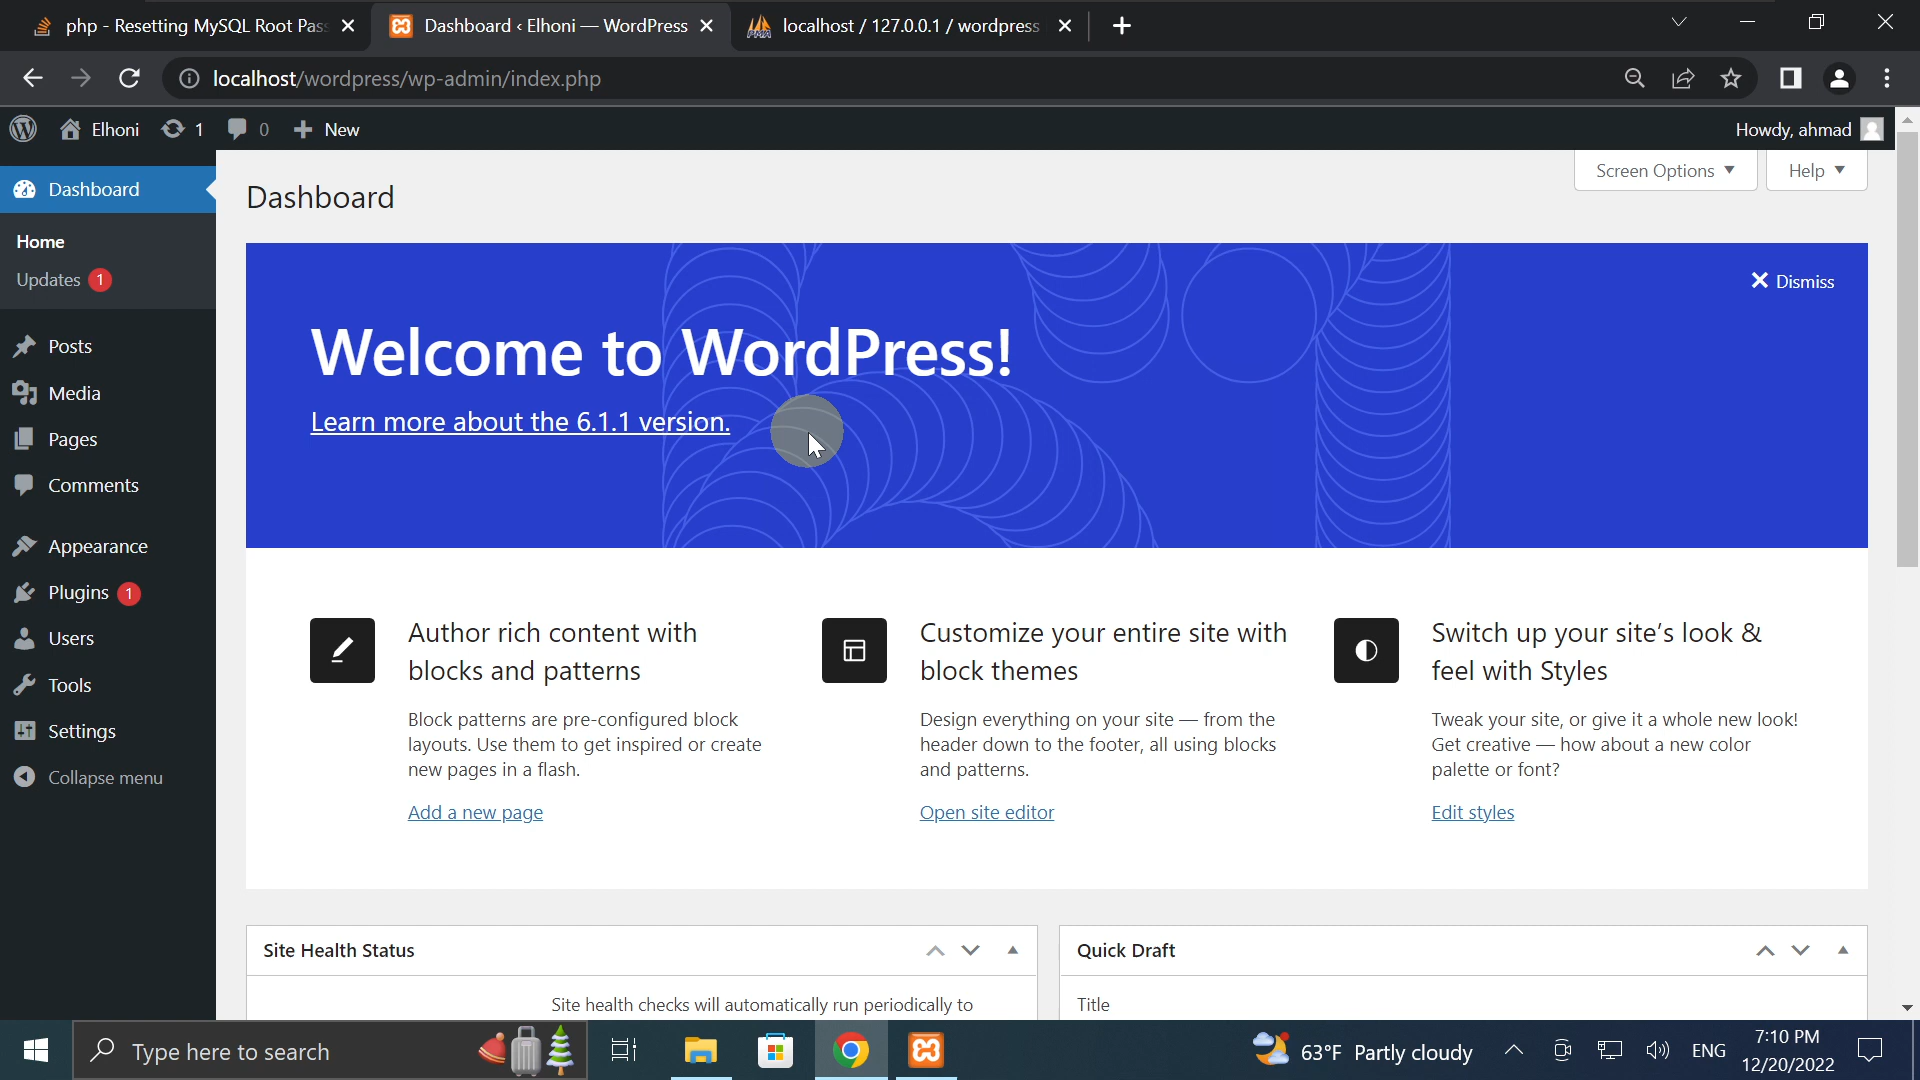 php - Resetting MySQL Root Pas
Dashboard ‹ Elhoni — WordPress
localhost / 127.0.0.1 / wordpress
localhost/wordpress/wp-admin/index.php
Elhoni
1
0
New
Howdy, ahmad
Screen Options
Help
Dashboard
Dashboard
Home
Updates 1
Posts
Media
Pages
Comments
Appearance
Plugins 1
Users
Tools
Settings
Collapse menu
Dismiss
Welcome to WordPress!
Learn more about the 6.1.1 version.
Author rich content with
blocks and patterns
Block patterns are pre-configured block
layouts. Use them to get inspired or create
new pages in a flash.
Add a new page
Customize your entire site with
block themes
Design everything on your site — from the
header down to the footer, all using blocks
and patterns.
Open site editor
Switch up your site's look &
feel with Styles
Tweak your site, or give it a whole new look!
Get creative — how about a new color
palette or font?
Edit styles
Site Health Status
Site health checks will automatically run periodically to
Quick Draft
Title
Type here to search
63°F Partly cloudy
ENG
7:10 PM
12/20/2022